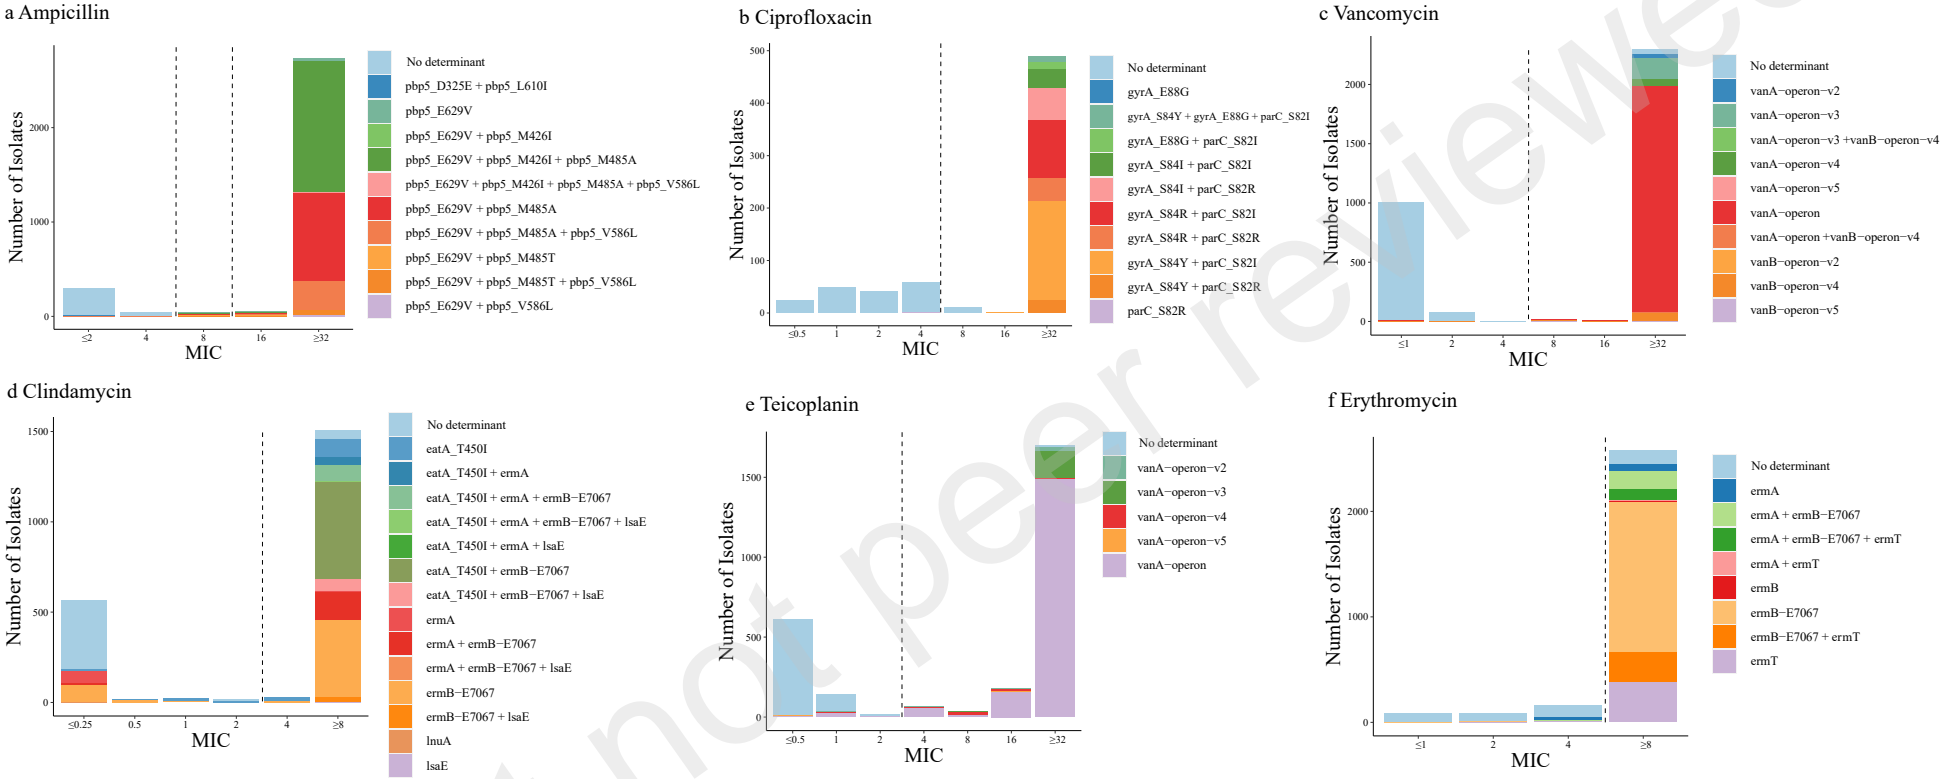 a Ampicillin
Number of Isolates
2000
1000
0
≤2 4 8 16 ≥32
MIC
No determinant
pbp5_D325E + pbp5_L610I
pbp5_E629V
pbp5_E629V + pbp5_M426I
pbp5_E629V + pbp5_M426I + pbp5_M485A
pbp5_E629V + pbp5_M426I + pbp5_M485A + pbp5_V586L
pbp5_E629V + pbp5_M485A
pbp5_E629V + pbp5_M485A + pbp5_V586L
pbp5_E629V + pbp5_M485T
pbp5_E629V + pbp5_M485T + pbp5_V586L
pbp5_E629V + pbp5_V586L
b Ciprofloxacin
Number of Isolates
500
400
300
200
100
0
≤0.5 1 2 4 8 16 ≥32
MIC
No determinant
gyrA_E88G
gyrA_S84Y + gyrA_E88G + parC_S82I
gyrA_E88G + parC_S82I
gyrA_S84I + parC_S82I
gyrA_S84I + parC_S82R
gyrA_S84R + parC_S82I
gyrA_S84R + parC_S82R
gyrA_S84Y + parC_S82I
gyrA_S84Y + parC_S82R
parC_S82R
c Vancomycin
Number of Isolates
2000
1500
1000
500
0
≤1 2 4 8 16 ≥32
MIC
No determinant
vanA−operon−v2
vanA−operon−v3
vanA−operon−v3 +vanB−operon−v4
vanA−operon−v4
vanA−operon−v5
vanA−operon
vanA−operon +vanB−operon−v4
vanB−operon−v2
vanB−operon−v4
vanB−operon−v5
d Clindamycin
Number of Isolates
1500
1000
500
0
≤0.25 0.5 1 2 4 ≥8
MIC
No determinant
eatA_T450I
eatA_T450I + ermA
eatA_T450I + ermA + ermB−E7067
eatA_T450I + ermA + ermB−E7067 + lsaE
eatA_T450I + ermA + lsaE
eatA_T450I + ermB−E7067
eatA_T450I + ermB−E7067 + lsaE
ermA
ermA + ermB−E7067
ermA + ermB−E7067 + lsaE
ermB−E7067
ermB−E7067 + lsaE
lnuA
lsaE
e Teicoplanin
Number of Isolates
1500
1000
500
0
≤0.5 1 2 4 8 16 ≥32
MIC
No determinant
vanA−operon−v2
vanA−operon−v3
vanA−operon−v4
vanA−operon−v5
vanA−operon
f Erythromycin
Number of Isolates
2000
1000
0
≤1 2 4 ≥8
MIC
No determinant
ermA
ermA + ermB−E7067
ermA + ermB−E7067 + ermT
ermA + ermT
ermB
ermB−E7067
ermB−E7067 + ermT
ermT
not peer reviewe